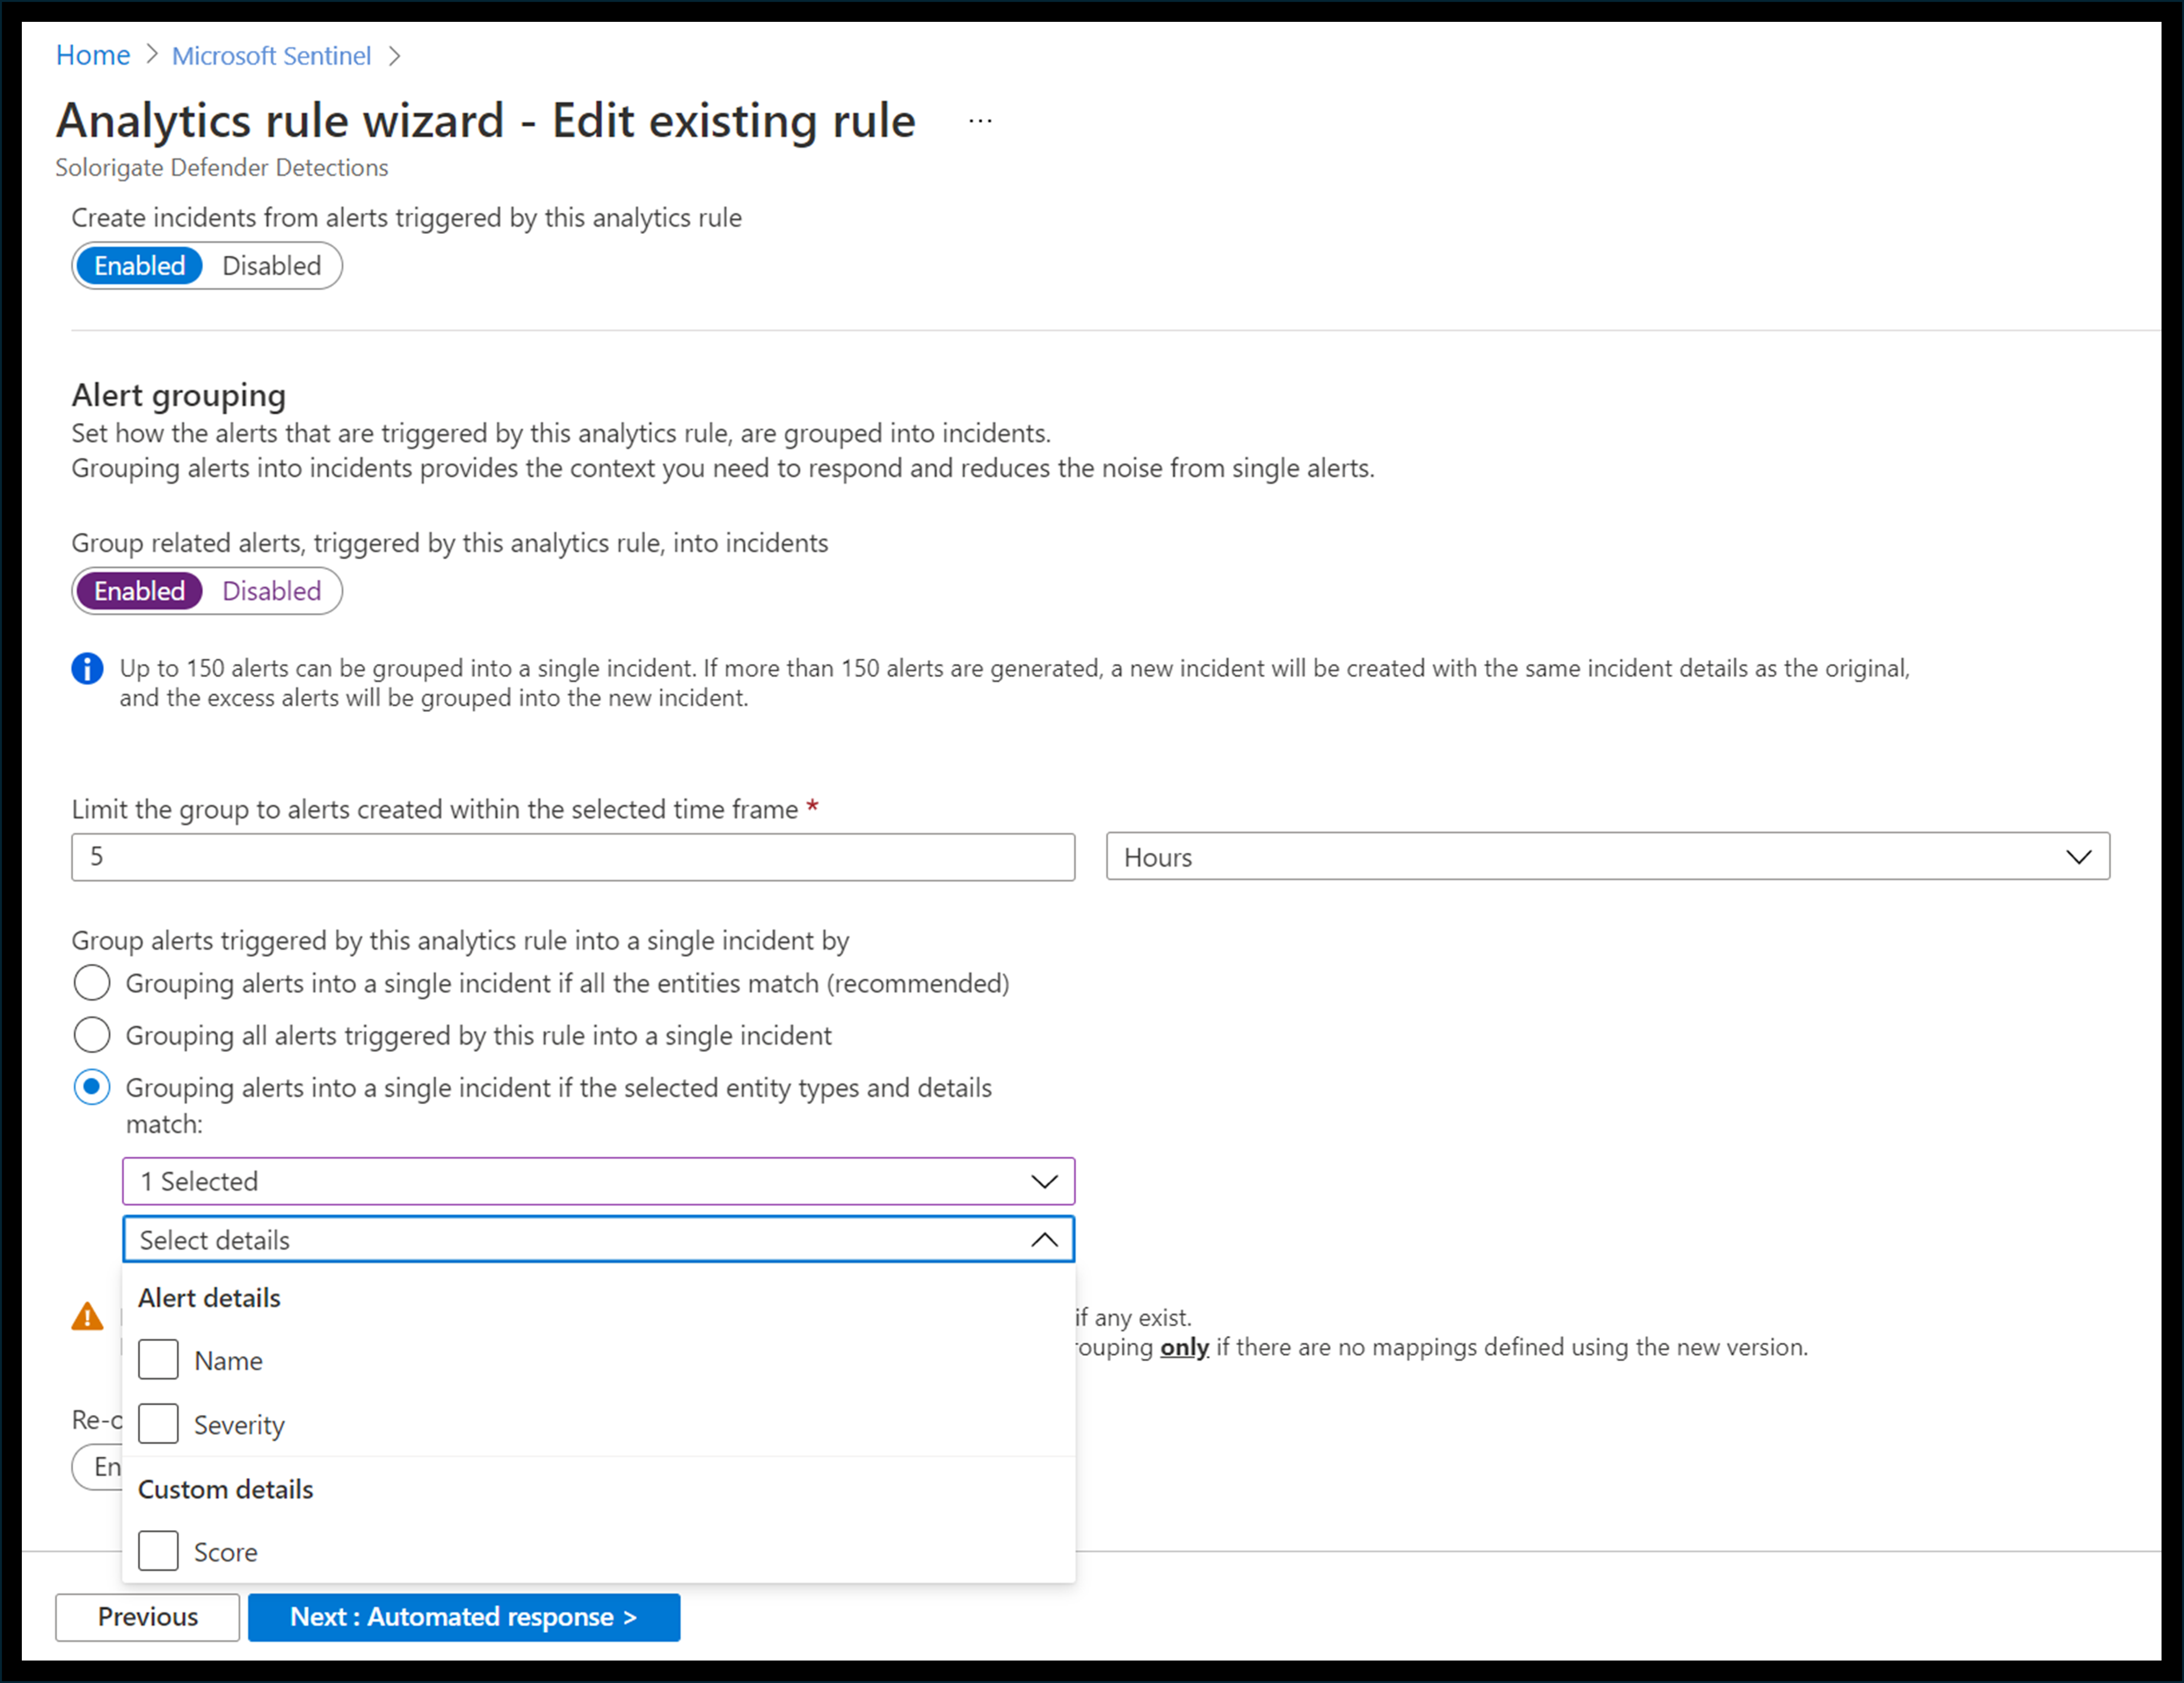 Home > Microsoft Sentinel >
Analytics rule wizard - Edit existing rule ...
Solorigate Defender Detections
Create incidents from alerts triggered by this analytics rule
Enabled Disabled
Alert grouping
Set how the alerts that are triggered by this analytics rule, are grouped into incidents.
Grouping alerts into incidents provides the context you need to respond and reduces the noise from single alerts.
Group related alerts, triggered by this analytics rule, into incidents
Enabled Disabled
Up to 150 alerts can be grouped into a single incident. If more than 150 alerts are generated, a new incident will be created with the same incident details as the original,
and the excess alerts will be grouped into the new incident.
Limit the group to alerts created within the selected time frame *
5 Hours
Group alerts triggered by this analytics rule into a single incident by
Grouping alerts into a single incident if all the entities match (recommended)
Grouping all alerts triggered by this rule into a single incident
Grouping alerts into a single incident if the selected entity types and details
match:
1 Selected
Select details
Alert details
if any exist.
only if there are no mappings defined using the new version.
Name
Severity
Custom details
Score
Previous Next : Automated response >